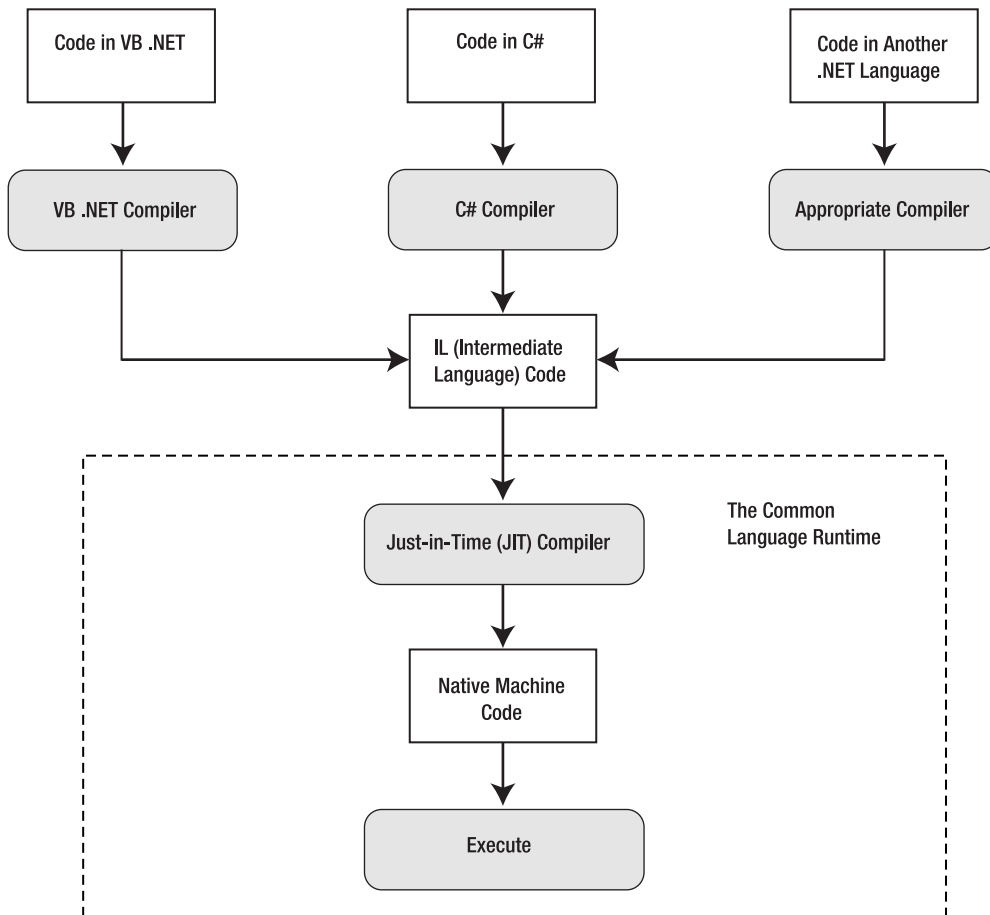 Code in VB .NET
Code in C#
Code in Another
.NET Language
VB .NET Compiler
C# Compiler
Appropriate Compiler
IL (Intermediate
Language) Code
The Common
Language Runtime
Just-in-Time (JIT) Compiler
Native Machine
Code
Execute